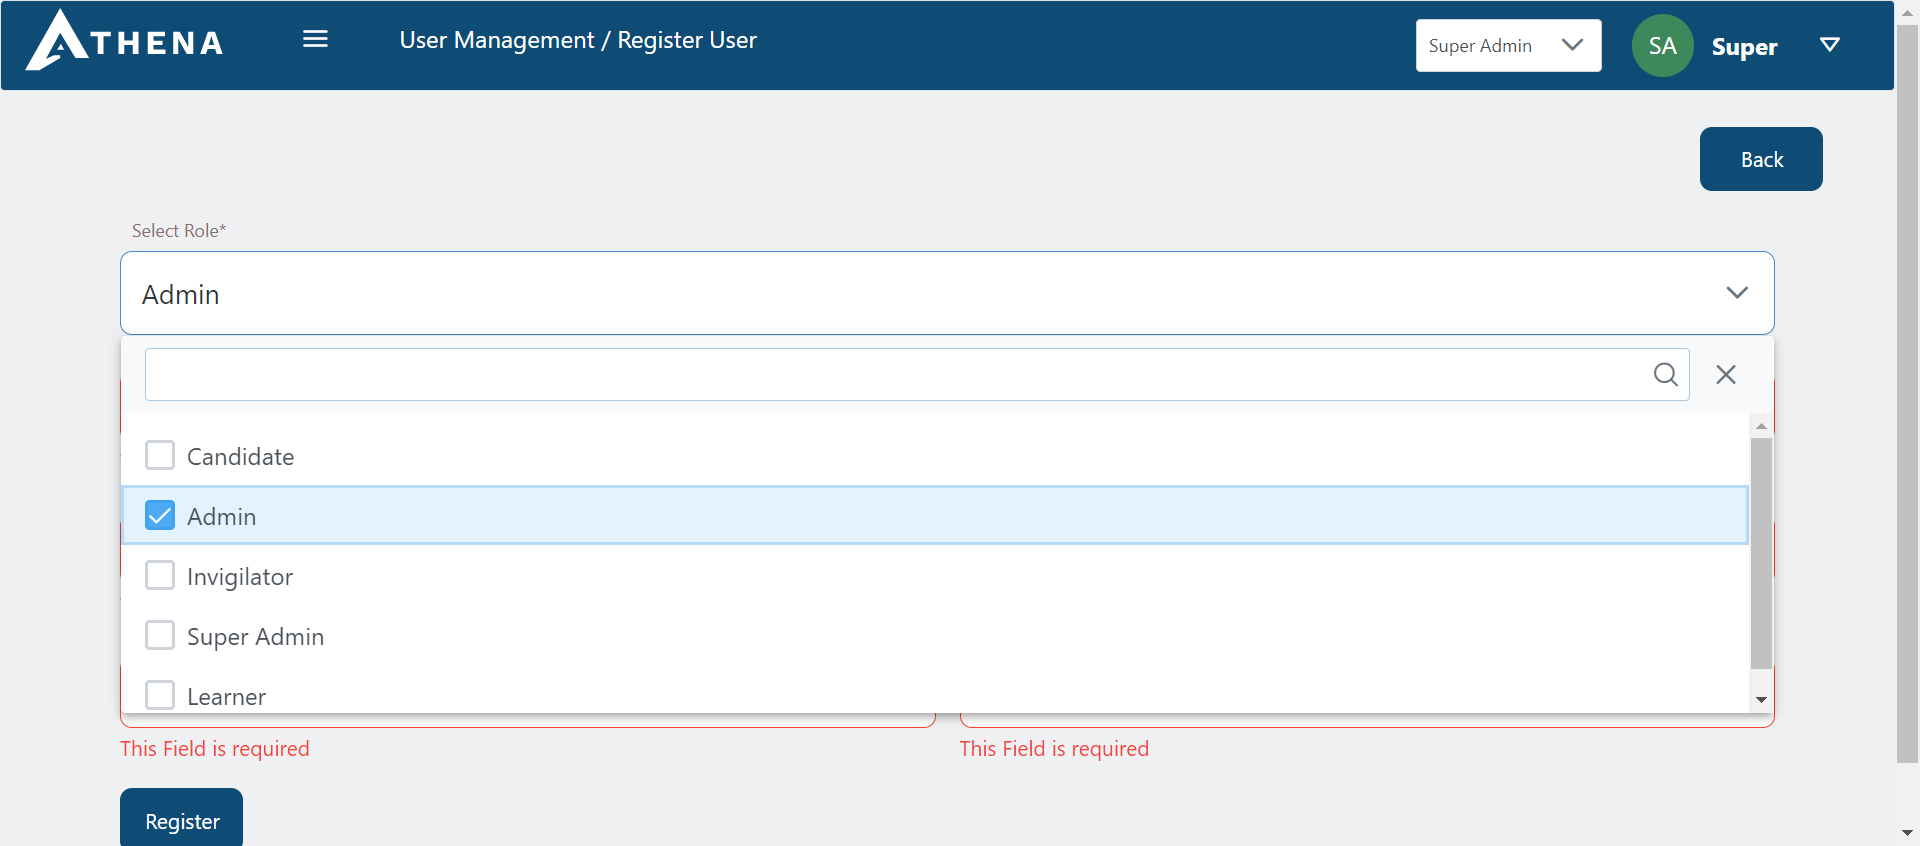 ATHENA
User Management / Register User
Super Admin
SA
Super
Back
Select Role*
Admin
Candidate
Admin
Invigilator
Super Admin
Learner
This Field is required
This Field is required
Register